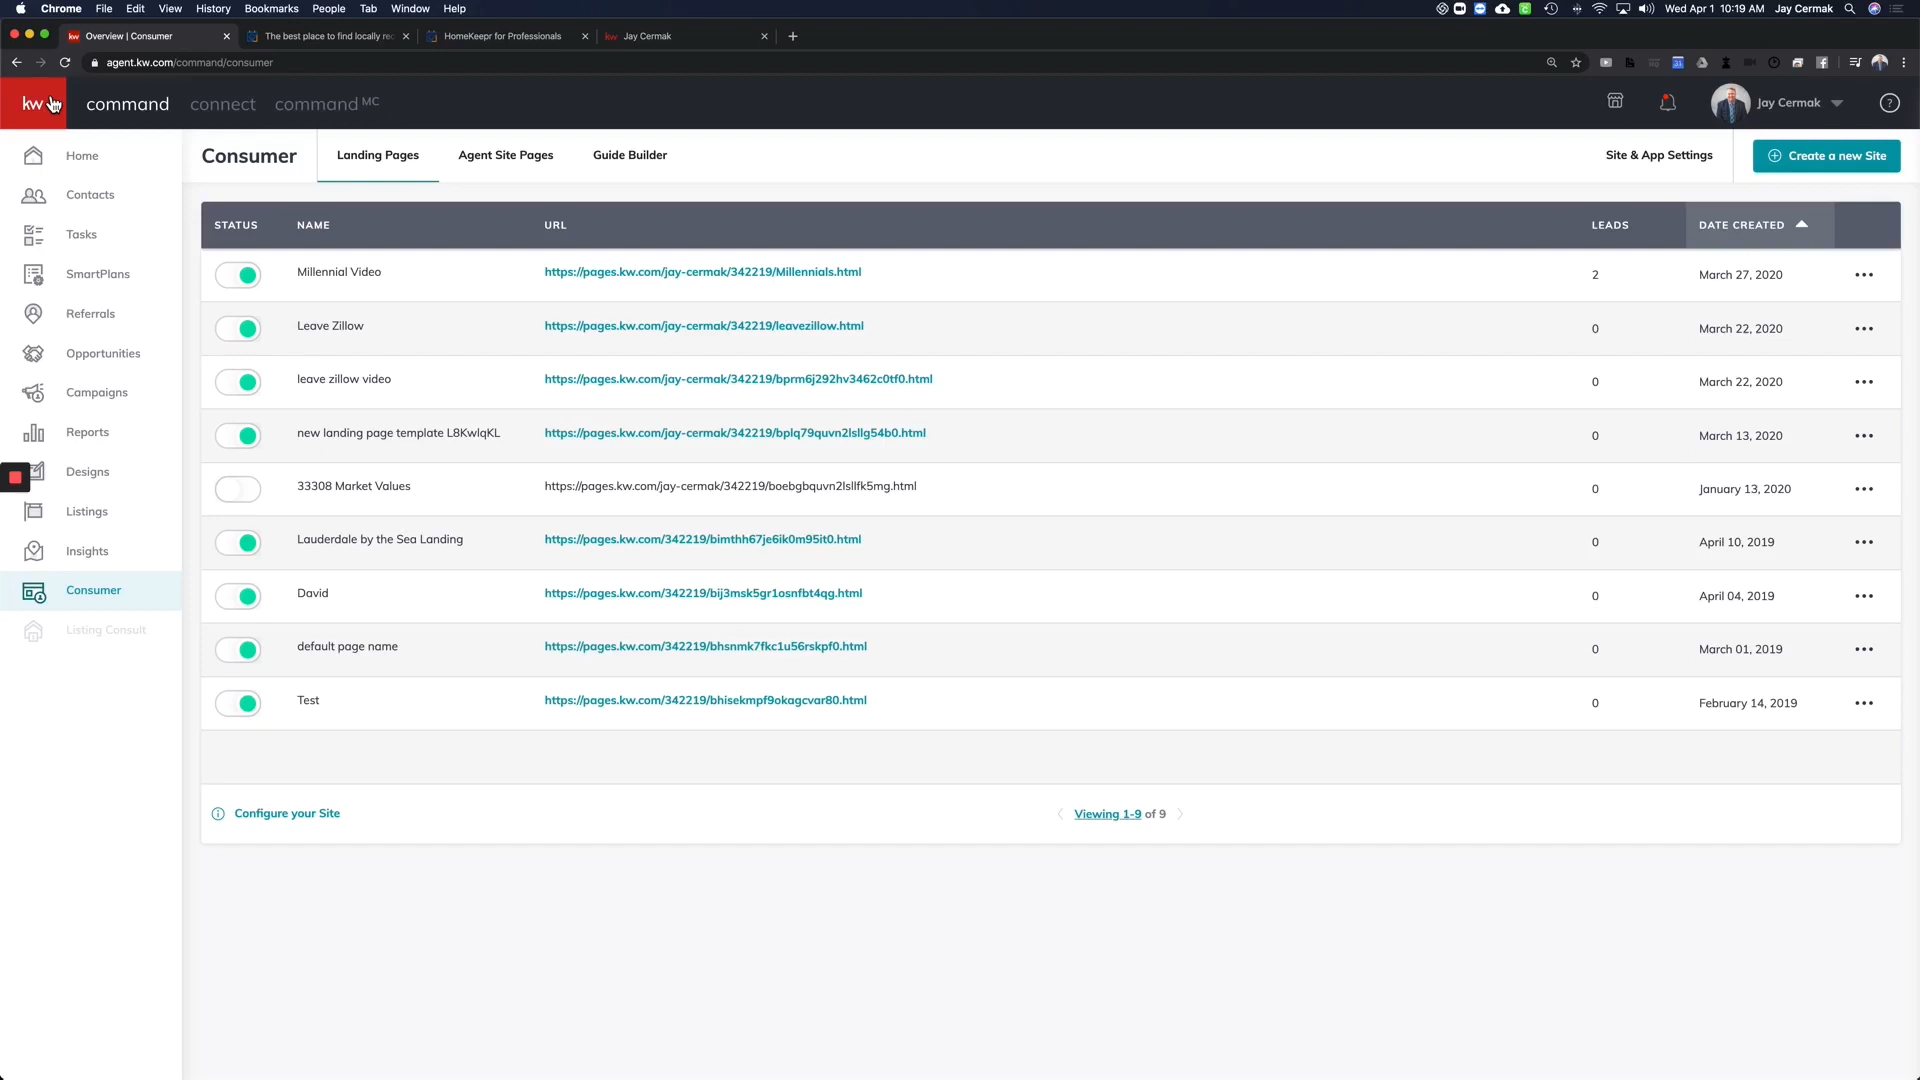 Chrome File Edit View History Bookmarks People Tab Window Help
Wed Apr 1 10:19 AM Jay Cermak
kw Overview | Consumer
The best place to find locally rec
HomeKeepr for Professionals
kw Jay Cermak
agent.kw.com/command/consumer
kw command connect command MC
Jay Cermak
?
Home
Contacts
Tasks
SmartPlans
Referrals
Opportunities
Campaigns
Reports
Designs
Listings
Insights
Consumer
Listing Consult
Consumer
Landing Pages
Agent Site Pages
Guide Builder
Site & App Settings
Create a new Site
STATUS NAME URL LEADS DATE CREATED
Millennial Video https://pages.kw.com/jay-cermak/342219/Millennials.html 2 March 27, 2020
Leave Zillow https://pages.kw.com/jay-cermak/342219/leavezillow.html 0 March 22, 2020
leave zillow video https://pages.kw.com/jay-cermak/342219/bprm6j292hv3462c0tf0.html 0 March 22, 2020
new landing page template L8KwlqKL https://pages.kw.com/jay-cermak/342219/bplq79quvn2lsllg54b0.html 0 March 13, 2020
33308 Market Values https://pages.kw.com/jay-cermak/342219/boebgbquvn2lsllfk5mg.html 0 January 13, 2020
Lauderdale by the Sea Landing https://pages.kw.com/342219/bimthh67je6ik0m95it0.html 0 April 10, 2019
David https://pages.kw.com/342219/bij3msk5gr1osnfbt4qg.html 0 April 04, 2019
default page name https://pages.kw.com/342219/bhsnmk7fkc1u56rskpf0.html 0 March 01, 2019
Test https://pages.kw.com/342219/bhisekmpf9okagcvar80.html 0 February 14, 2019
Configure your Site
Viewing 1-9 of 9